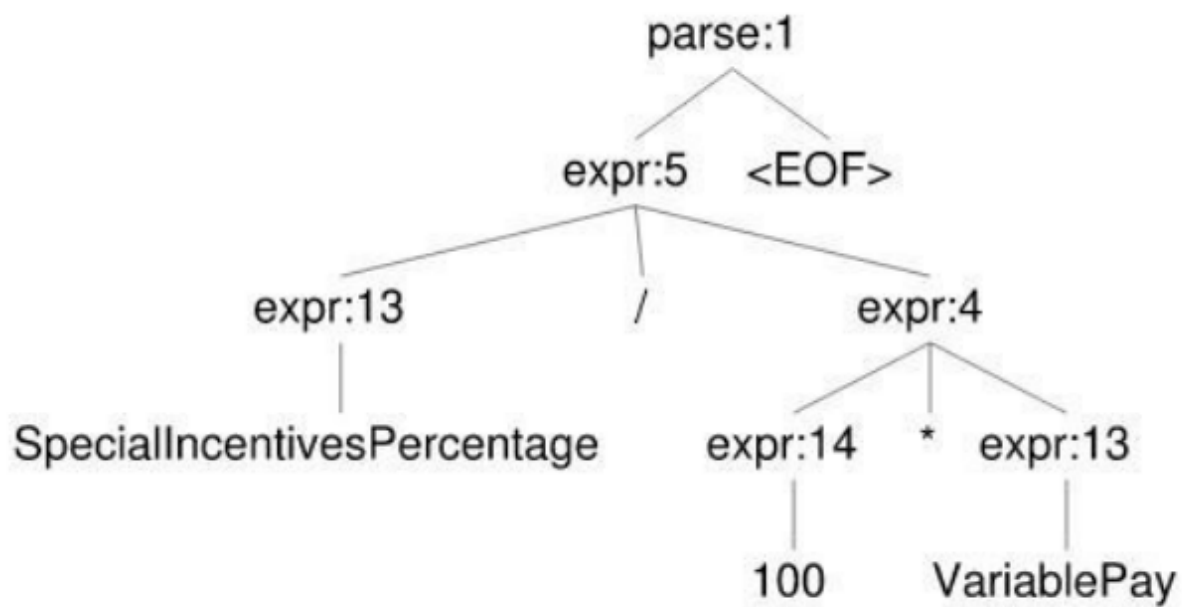 parse:1
expr:5 <EOF>
expr:13 / expr:4
SpecialIncentivesPercentage expr:14 * expr:13
100 VariablePay